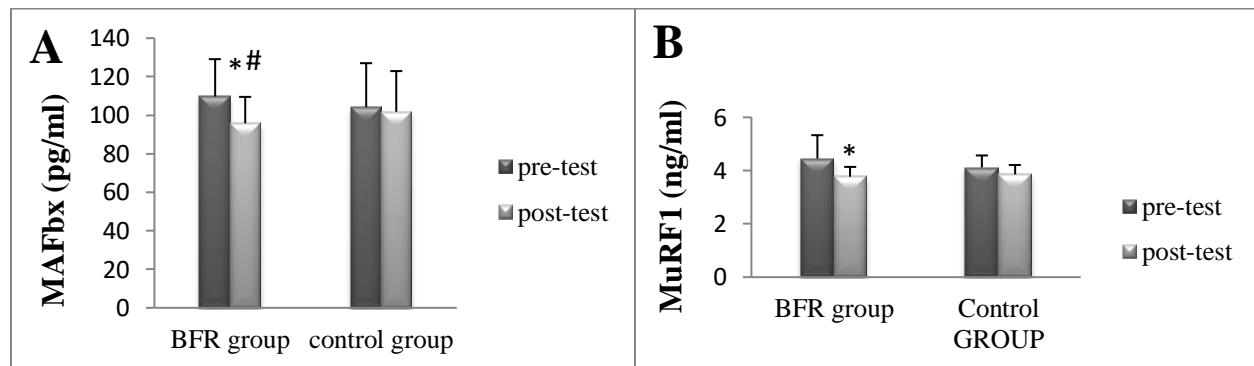 A
MAFbx (pg/ml)
140
120
100
80
60
40
20
0
*#
BFR group
control group
pre-test
post-test
B
MuRF1 (ng/ml)
6
4
2
0
*
BFR group
Control
GROUP
pre-test
post-test